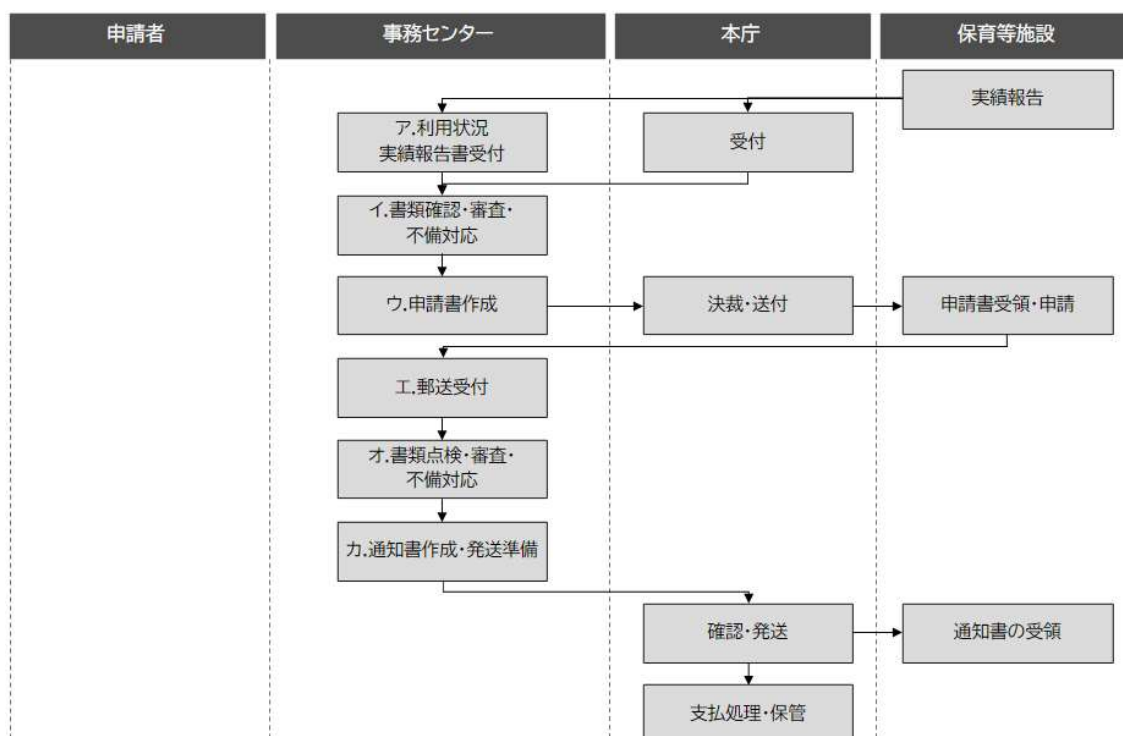 申請者
事務センター
本庁
保育等施設
実績報告
ア.利用状況
実績報告書受付
受付
イ.書類確認・審査・
不備対応
ウ.申請書作成
決裁・送付
申請書受領・申請
エ.郵送受付
オ.書類点検・審査・
不備対応
カ.通知書作成・発送準備
確認・発送
通知書の受領
支払処理・保管